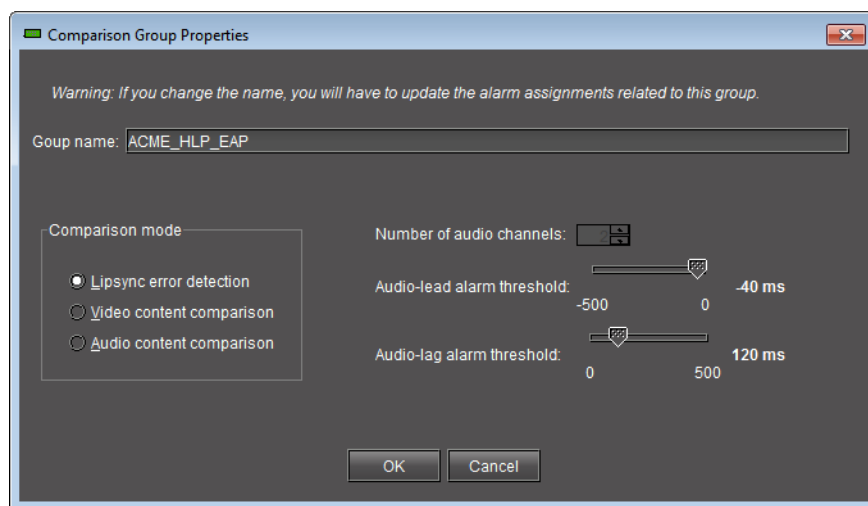 Comparison Group Properties
Warning: If you change the name, you will have to update the alarm assignments related to this group.
Goup name: ACME_HLP_EAP
Comparison mode
Lipsync error detection
Video content comparison
Audio content comparison
Number of audio channels: 2
Audio-lead alarm threshold: -40 ms
-500 0
Audio-lag alarm threshold: 120 ms
0 500
OK Cancel